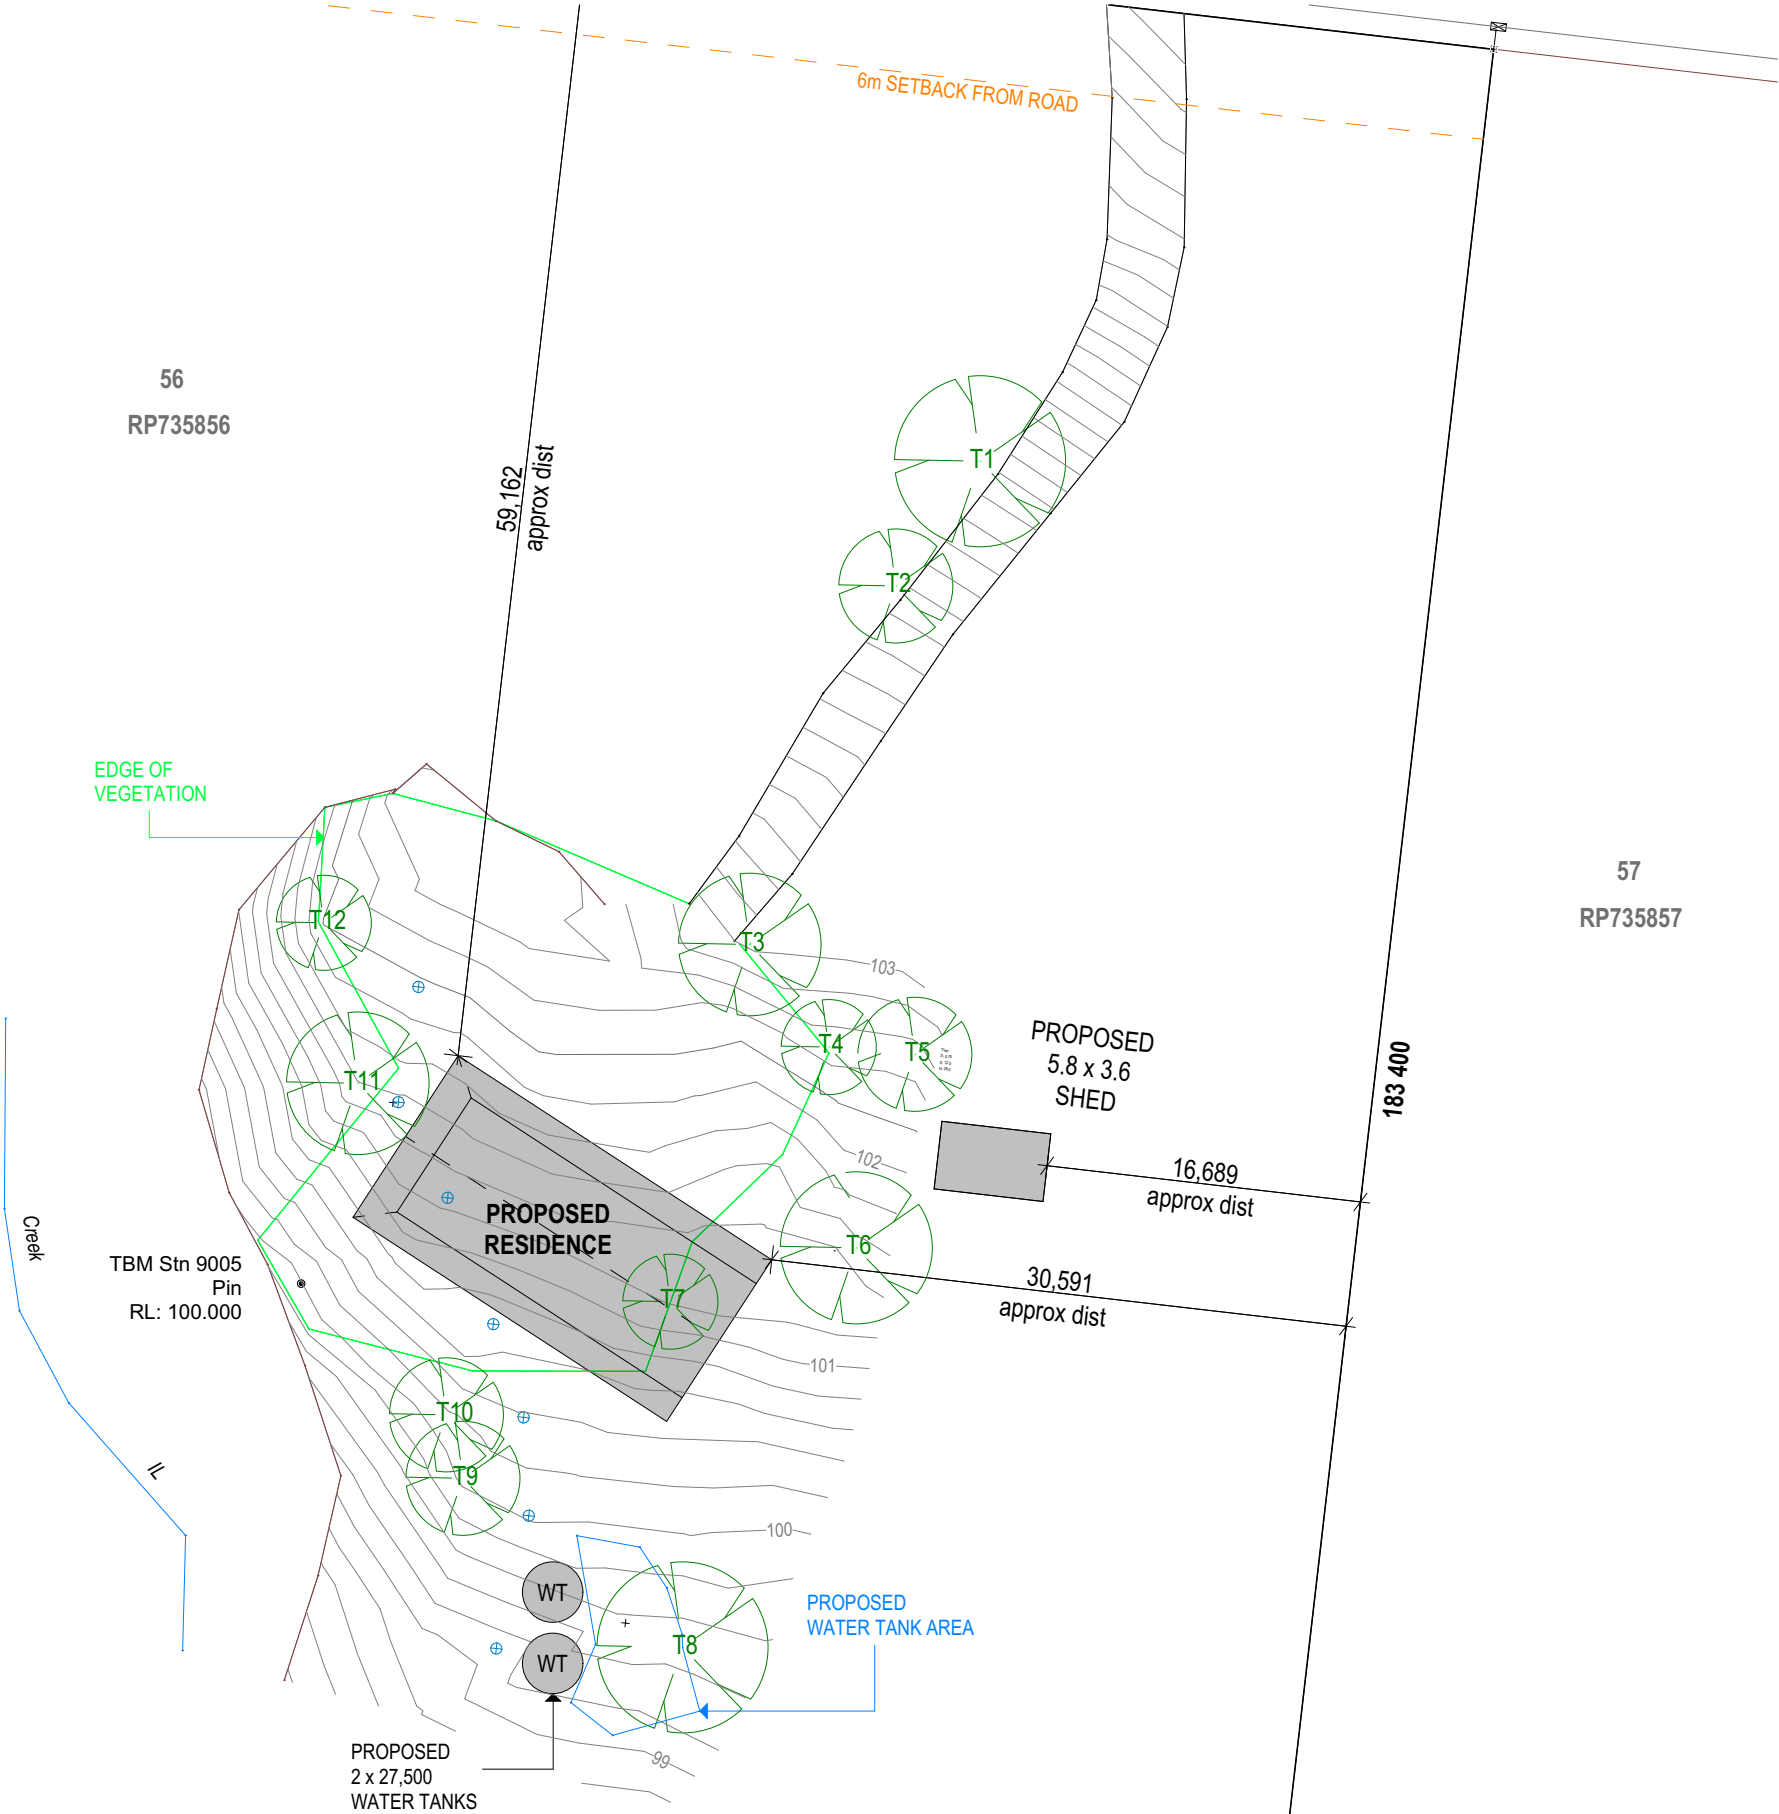 6m SETBACK FROM ROAD
56
RP735856
59,162
approx dist
T1
T2
EDGE OF
VEGETATION
57
RP735857
T12
T3
103
T4
T5
PROPOSED
5.8 x 3.6
SHED
183 400
T11
102
16,689
approx dist
PROPOSED
RESIDENCE
T6
Creek
TBM Stn 9005
Pin
RL: 100.000
30,591
approx dist
T7
101
T10
T9
IL
100
WT
PROPOSED
WATER TANK AREA
T8
WT
99
PROPOSED
2 x 27,500
WATER TANKS